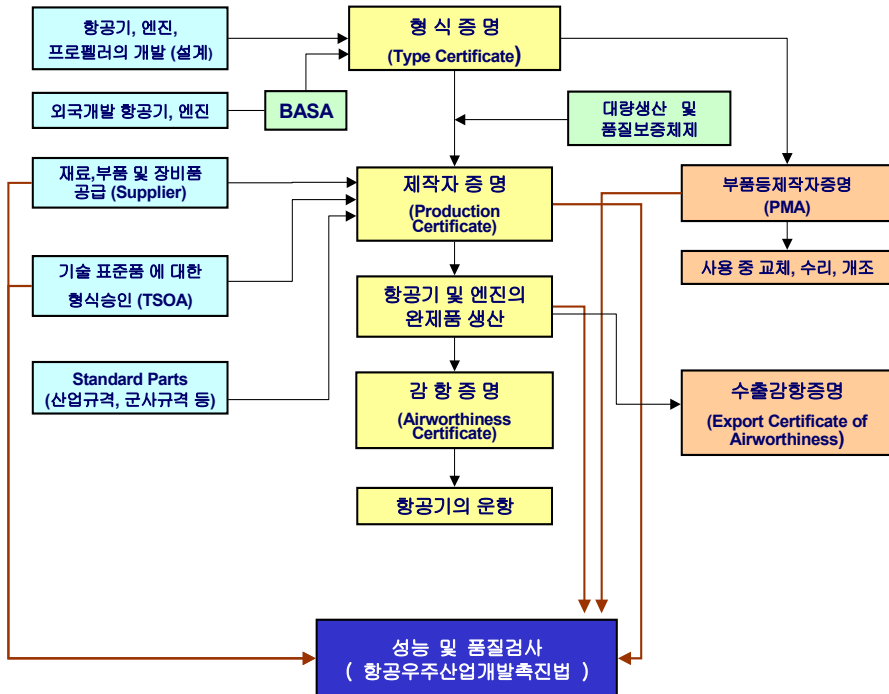 항공기, 엔진,
프로펠러의 개발 (설계)
형 식 증 명
(Type Certificate)
외국개발 항공기, 엔진
BASA
대량생산 및
품질보증체제
재료,부품 및 장비품
공급 (Supplier)
제작자 증 명
(Production
Certificate)
부품등제작자증명
(PMA)
사용 중 교체, 수리, 개조
기술 표준품 에 대한
형식승인 (TSOA)
항공기 및 엔진의
완제품 생산
Standard Parts
(산업규격, 군사규격 등)
감 항 증 명
(Airworthiness
Certificate)
수출감항증명
(Export Certificate of
Airworthiness)
항공기의 운항
성능 및 품질검사
( 항공우주산업개발촉진법 )